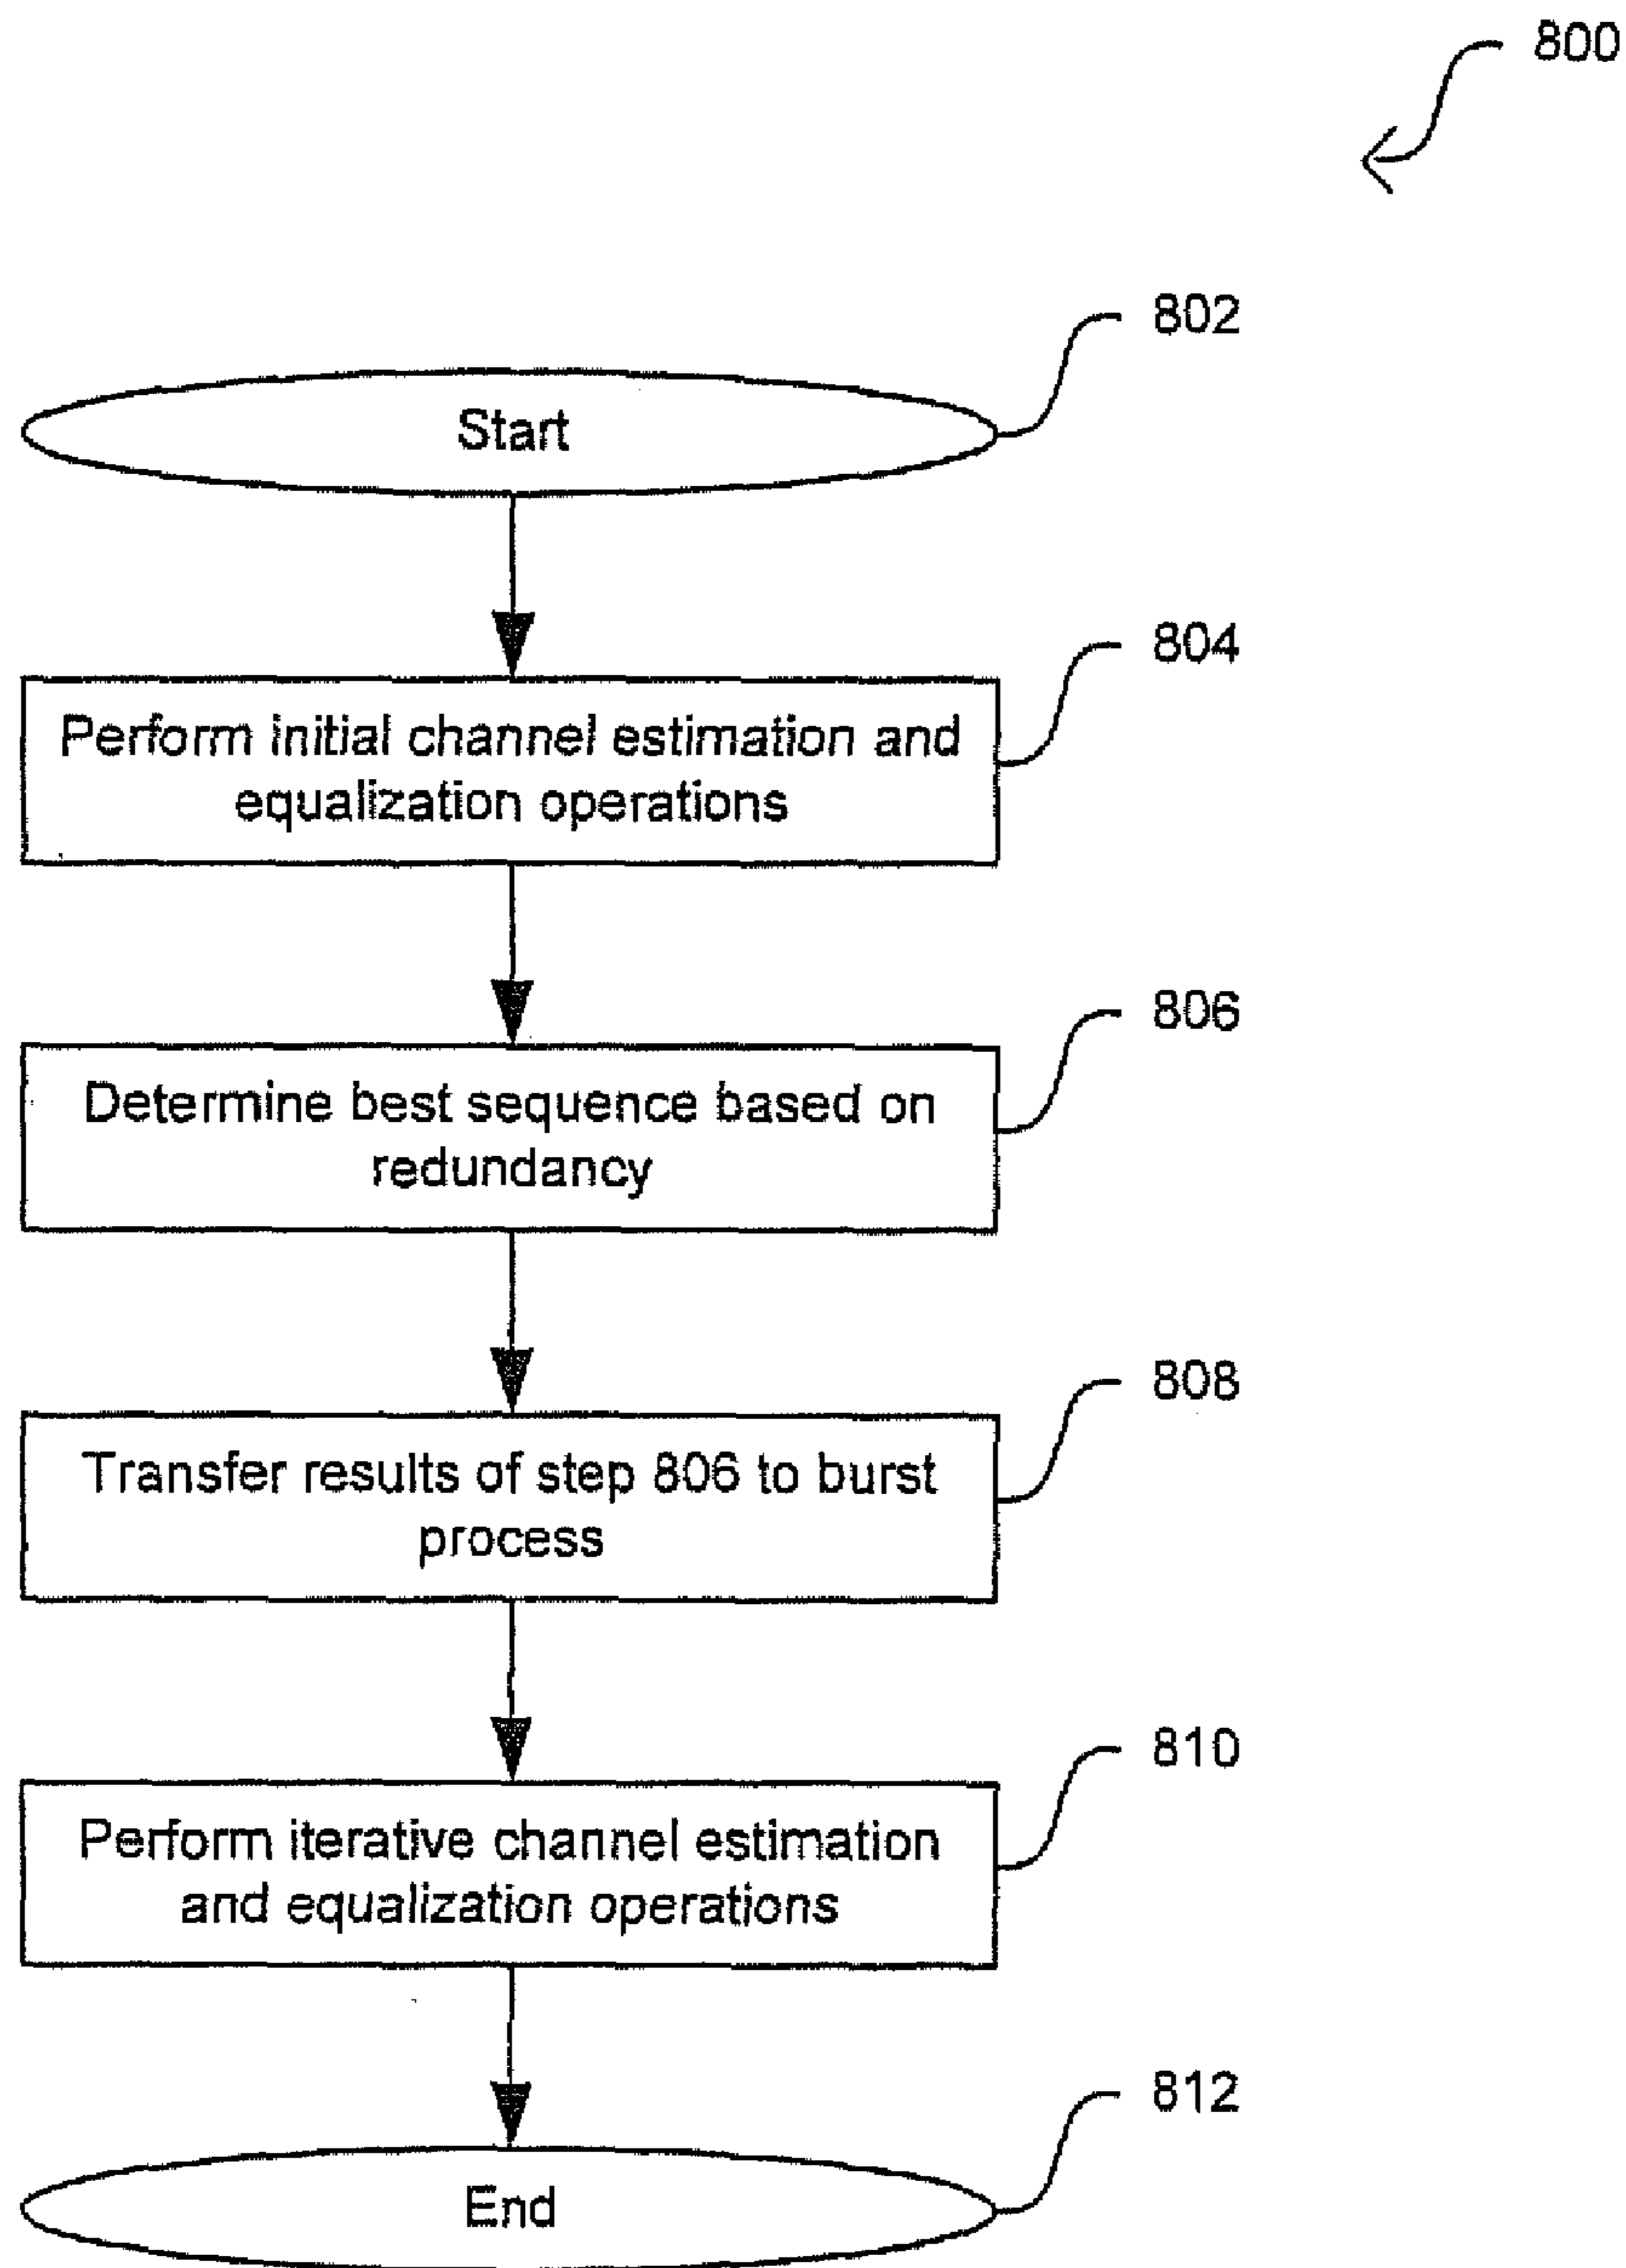 800
802
Start
804
Perform initial channel estimation and
equalization operations
806
Determine best sequence based on
redundancy
808
Transfer results of step 806 to burst
process
810
Perform iterative channel estimation
and equalization operations
812
End